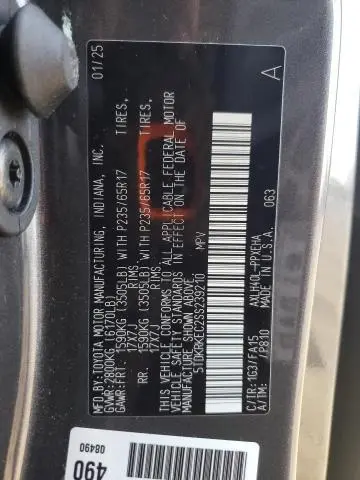 MFD.BY:TOYOTA MOTOR MANUFACTURING, INDIANA, INC. 01/25
GVWR:2800KG(6170LB)
GAWR:FRT. 1590KG(3505LB) WITH P235/65R17 TIRES,
17X7J RIMS
RR. 1590KG(3505LB) WITH P235/65R17 TIRES,
17X7J RIMS
THIS VEHICLE CONFORMS TO ALL APPLICABLE FEDERAL MOTOR
VEHICLE SAFETY STANDARDS IN EFFECT ON THE DATE OF
MANUFACTURE SHOWN ABOVE.
MPV
C/TR:1G3/FA15 AXLH40L-PPXEHA 063 A
A/TM: /P810 MADE IN U.S.A.
490
08490